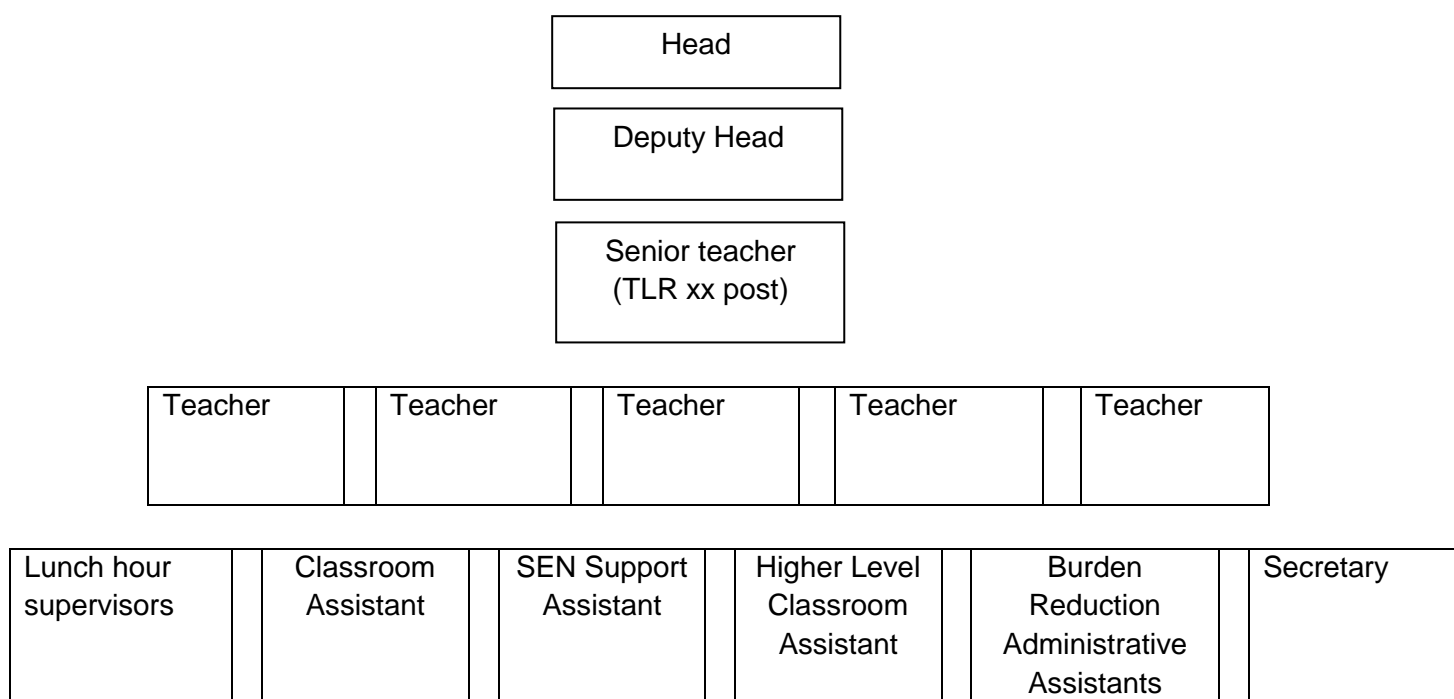 Head
Deputy Head
Senior teacher
(TLR xx post)
Teacher Teacher Teacher Teacher Teacher
Lunch hour supervisors
Classroom Assistant
SEN Support Assistant
Higher Level Classroom Assistant
Burden Reduction Administrative Assistants
Secretary